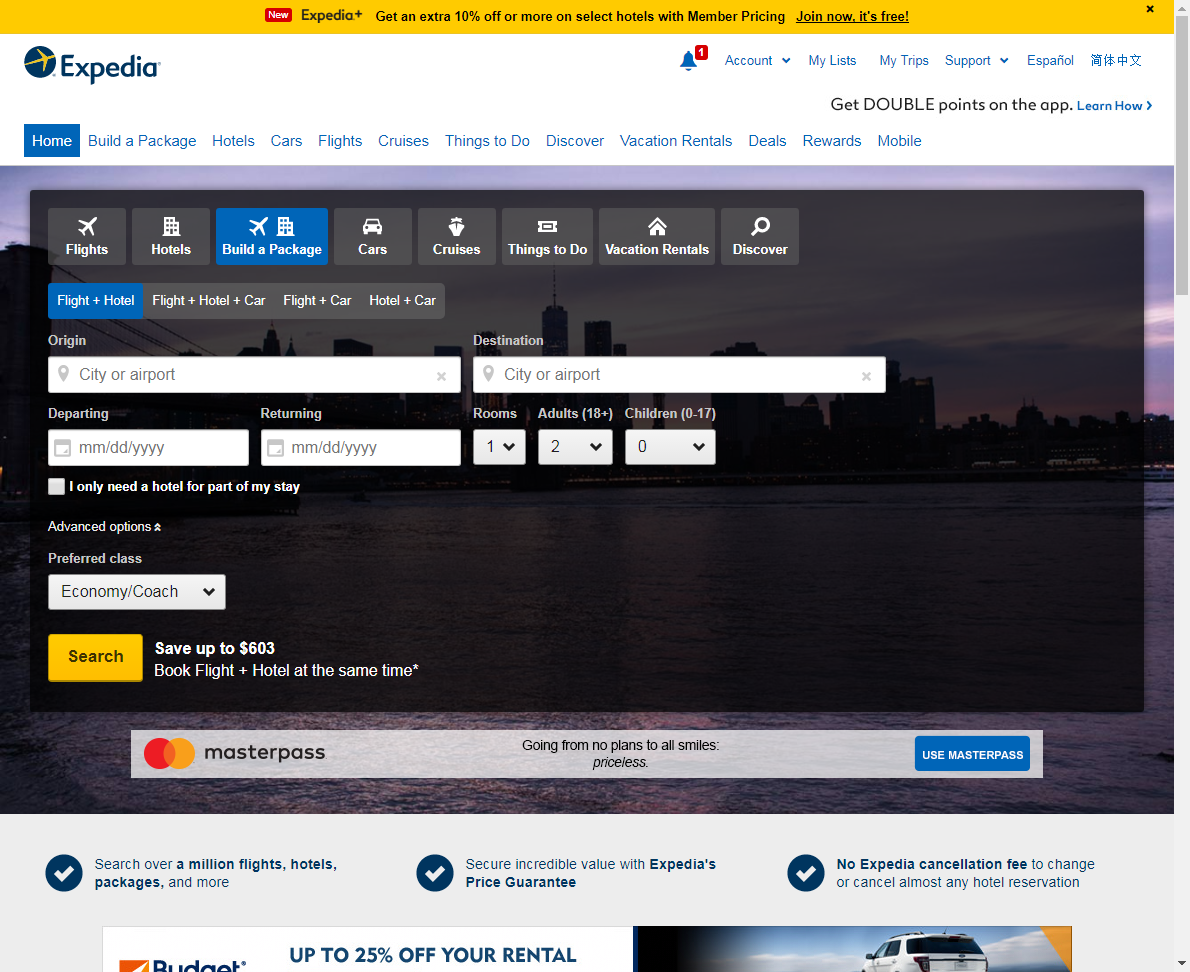 New Expedia+ Get an extra 10% off or more on select hotels with Member Pricing Join now, it's free!
Expedia
1
Account My Lists My Trips Support Español 简体中文
Get DOUBLE points on the app. Learn How
Home Build a Package Hotels Cars Flights Cruises Things to Do Discover Vacation Rentals Deals Rewards Mobile
Flights Hotels Build a Package Cars Cruises Things to Do Vacation Rentals Discover
Flight + Hotel Flight + Hotel + Car Flight + Car Hotel + Car
Origin Destination
City or airport City or airport
Departing Returning Rooms Adults (18+) Children (0-17)
mm/dd/yyyy mm/dd/yyyy 1 2 0
I only need a hotel for part of my stay
Advanced options
Preferred class
Economy/Coach
Search
Save up to $603
Book Flight + Hotel at the same time*
masterpass
Going from no plans to all smiles:
priceless.
USE MASTERPASS
Search over a million flights, hotels,
packages, and more
Secure incredible value with Expedia's
Price Guarantee
No Expedia cancellation fee to change
or cancel almost any hotel reservation
Budget
UP TO 25% OFF YOUR RENTAL